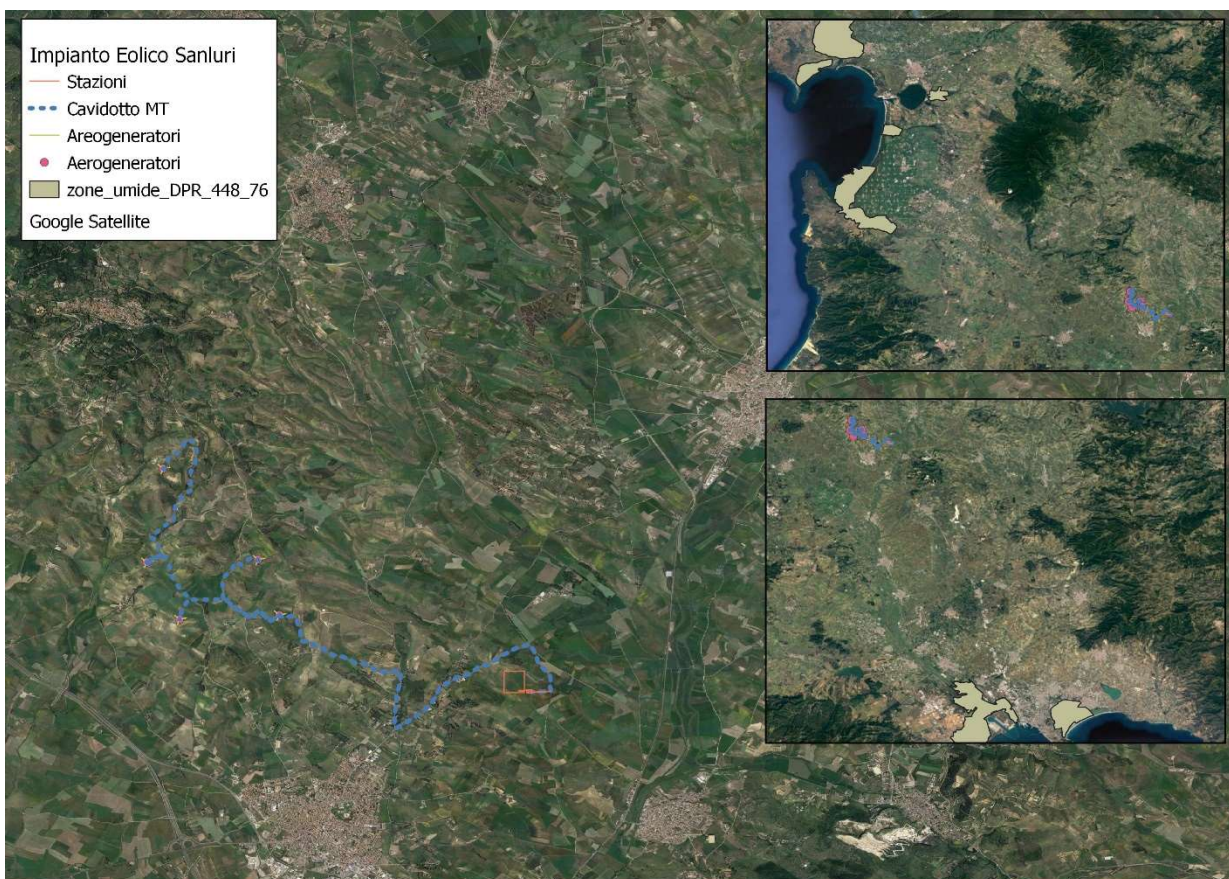 Impianto Eolico Sanluri
Stazioni
Cavidotto MT
Areogeneratori
Aerogeneratori
zone_umide_DPR_448_76
Google Satellite